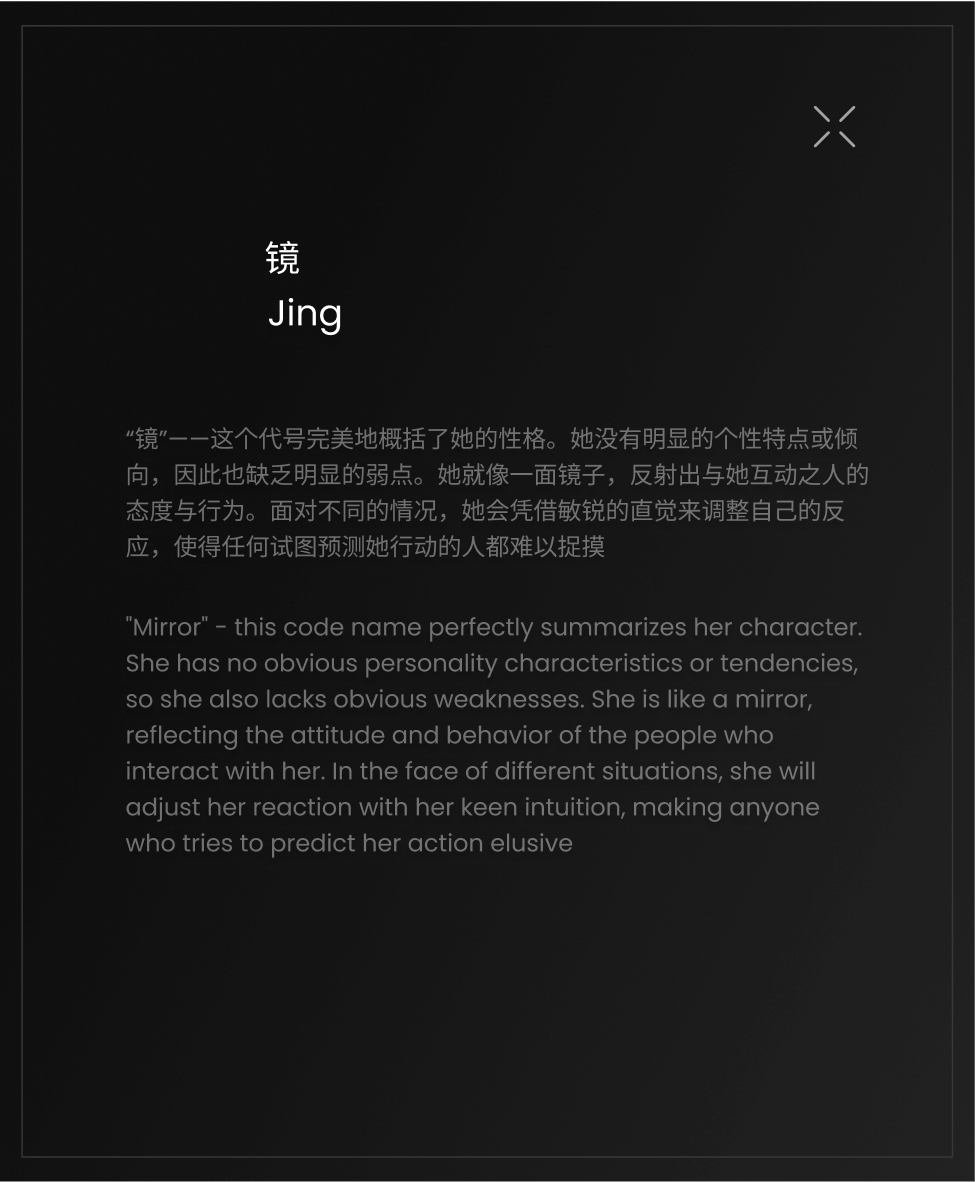 镜
Jing
“镜”——这个代号完美地概括了她的性格。她没有明显的个性特点或倾
向，因此也缺乏明显的弱点。她就像一面镜子，反射出与她互动之人的
态度与行为。面对不同的情况，她会凭借敏锐的直觉来调整自己的反
应，使得任何试图预测她行动的人都难以捉摸
"Mirror" - this code name perfectly summarizes her character.
She has no obvious personality characteristics or tendencies,
so she also lacks obvious weaknesses. She is like a mirror,
reflecting the attitude and behavior of the people who
interact with her. In the face of different situations, she will
adjust her reaction with her keen intuition, making anyone
who tries to predict her action elusive